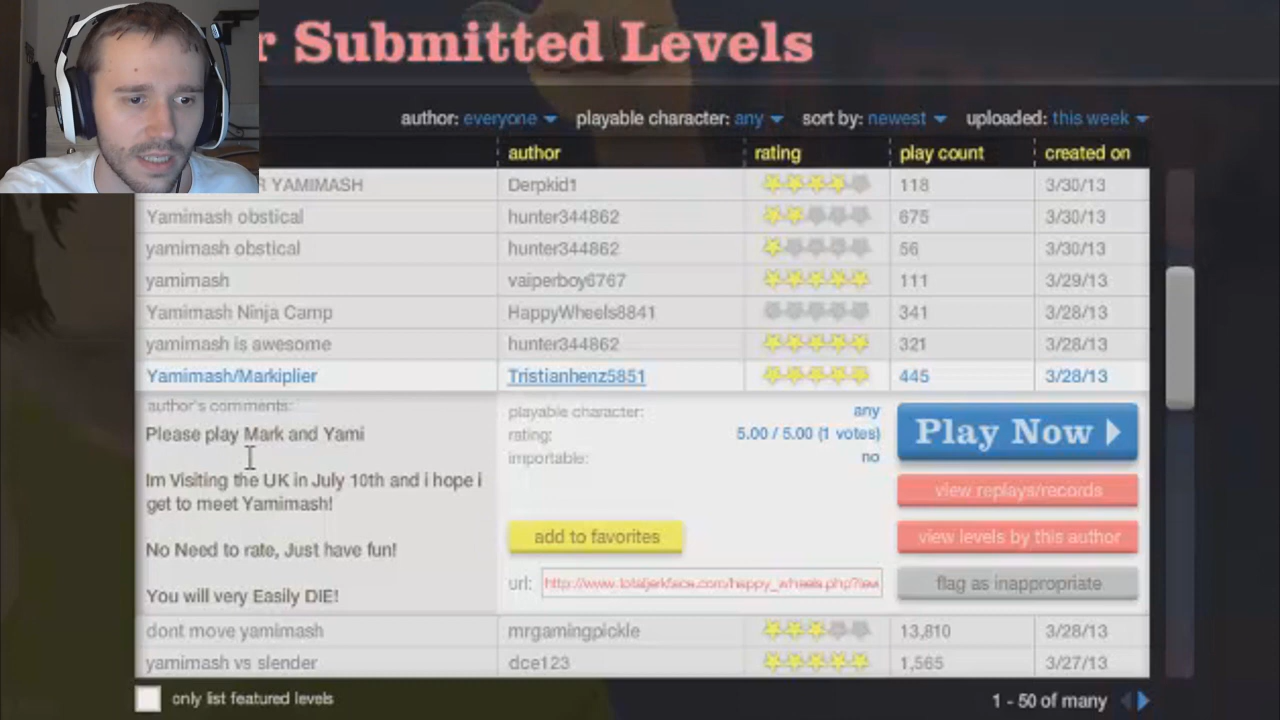 r Submitted Levels
author: everyone playable character: any sort by: newest uploaded: this week
author rating play count created on
R YAMIMASH Derpkid1 118 3/30/13
Yamimash obstical hunter344862 675 3/30/13
yamimash obstical hunter344862 56 3/30/13
yamimash vaiperboy6767 111 3/29/13
Yamimash Ninja Camp HappyWheels8841 341 3/28/13
yamimash is awesome hunter344862 321 3/28/13
Yamimash/Markiplier Tristianhenz5851 445 3/28/13
author's comments:
Please play Mark and Yami
Im Visiting the UK in July 10th and i hope i
get to meet Yamimash!
No Need to rate, Just have fun!
You will very Easily DIE!
playable character: any
rating: 5.00 / 5.00 (1 votes)
importable: no
add to favorites
url: http://www.totaljerkface.com/happy_wheels.php?lev
Play Now
view replays/records
view levels by this author
flag as inappropriate
dont move yamimash mrgamingpickle 13,810 3/28/13
yamimash vs slender dce123 1,565 3/27/13
only list featured levels 1 - 50 of many